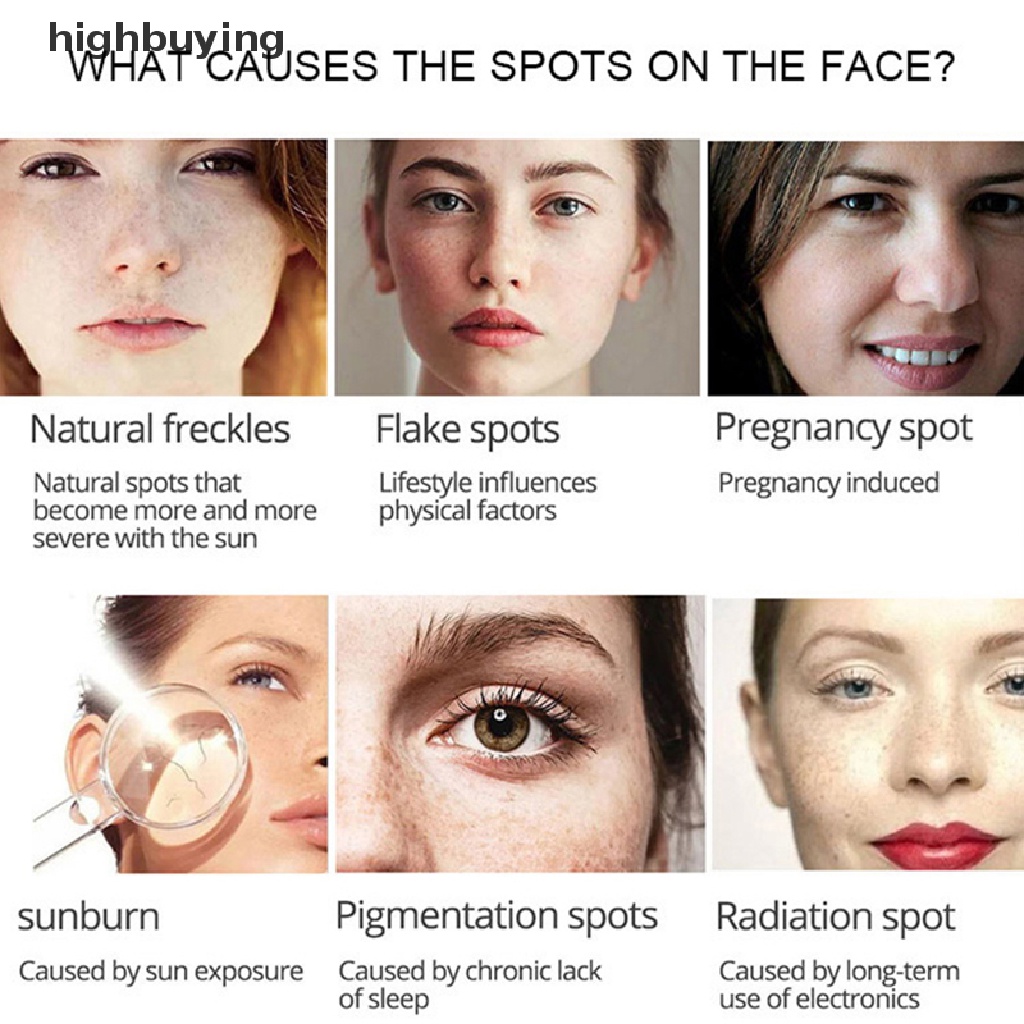 highbuying
WHAT CAUSES THE SPOTS ON THE FACE?
Natural freckles
Natural spots that
become more and more
severe with the sun
Flake spots
Lifestyle influences
physical factors
Pregnancy spot
Pregnancy induced
sunburn
Caused by sun exposure
Pigmentation spots
Caused by chronic lack
of sleep
Radiation spot
Caused by long-term
use of electronics